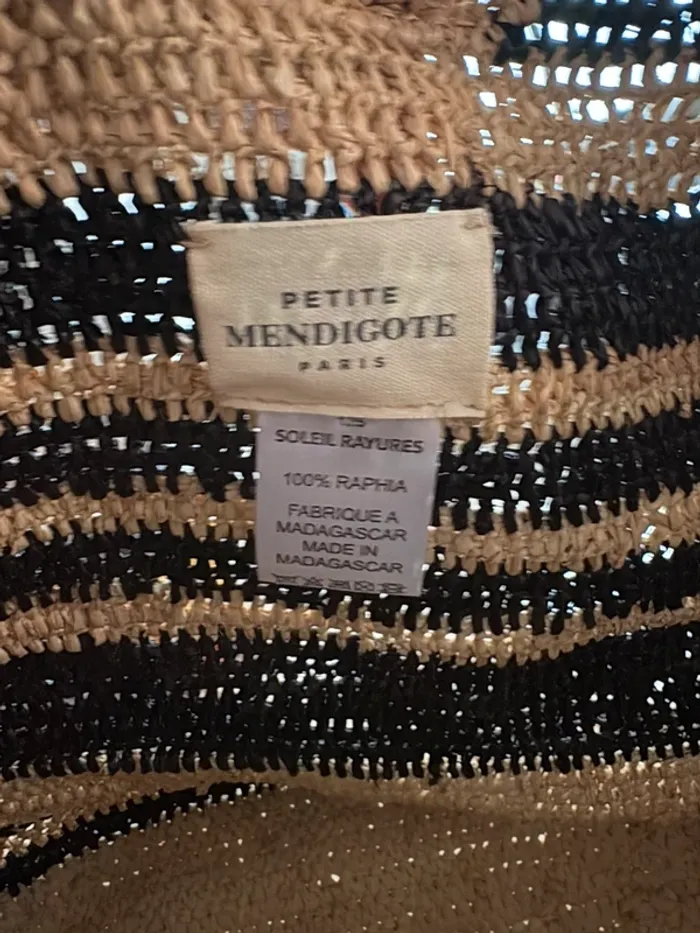 PETITE
MENDIGOTE
PARIS
SOLEIL RAYURES
100% RAPHIA
FABRIQUE A
MADAGASCAR
MADE IN
MADAGASCAR